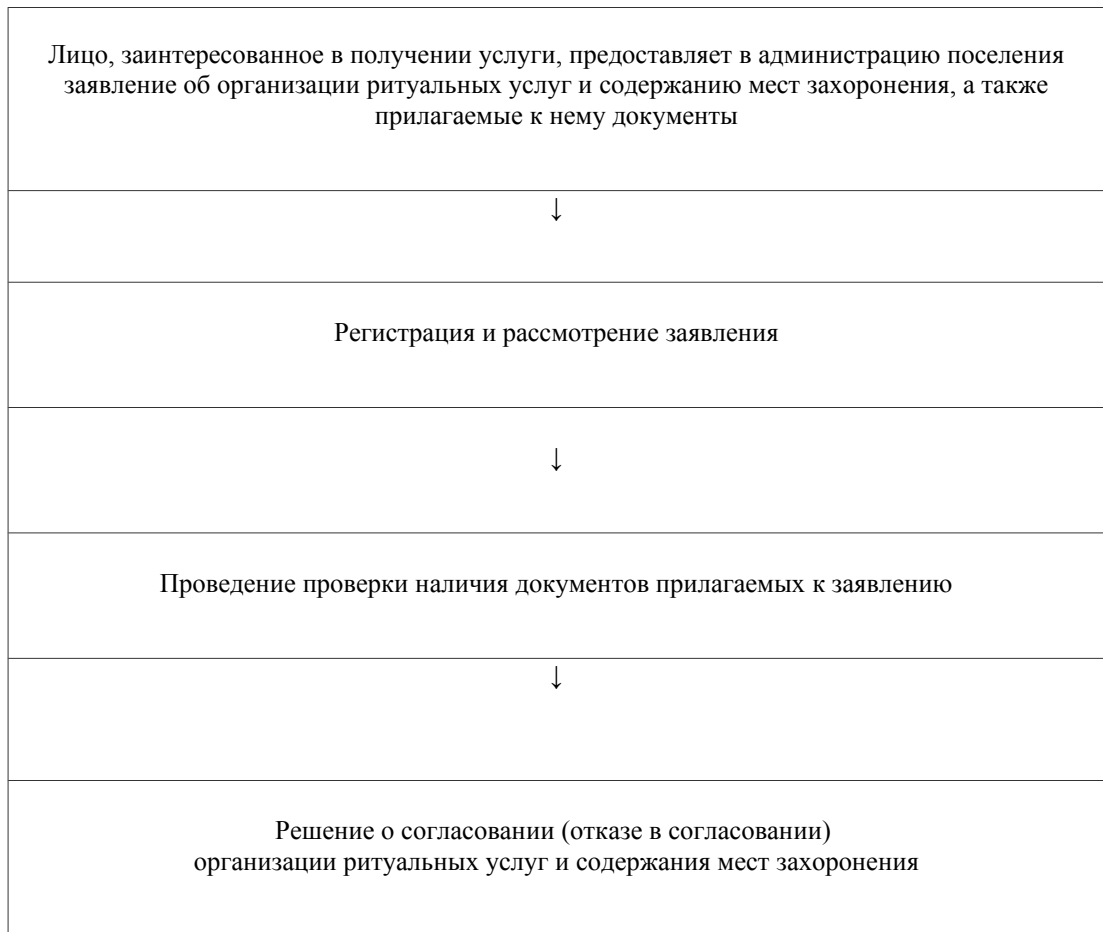 Лицо, заинтересованное в получении услуги, предоставляет в администрацию поселения
заявление об организации ритуальных услуг и содержанию мест захоронения, а также
прилагаемые к нему документы
↓
Регистрация и рассмотрение заявления
↓
Проведение проверки наличия документов прилагаемых к заявлению
↓
Решение о согласовании (отказе в согласовании)
организации ритуальных услуг и содержания мест захоронения